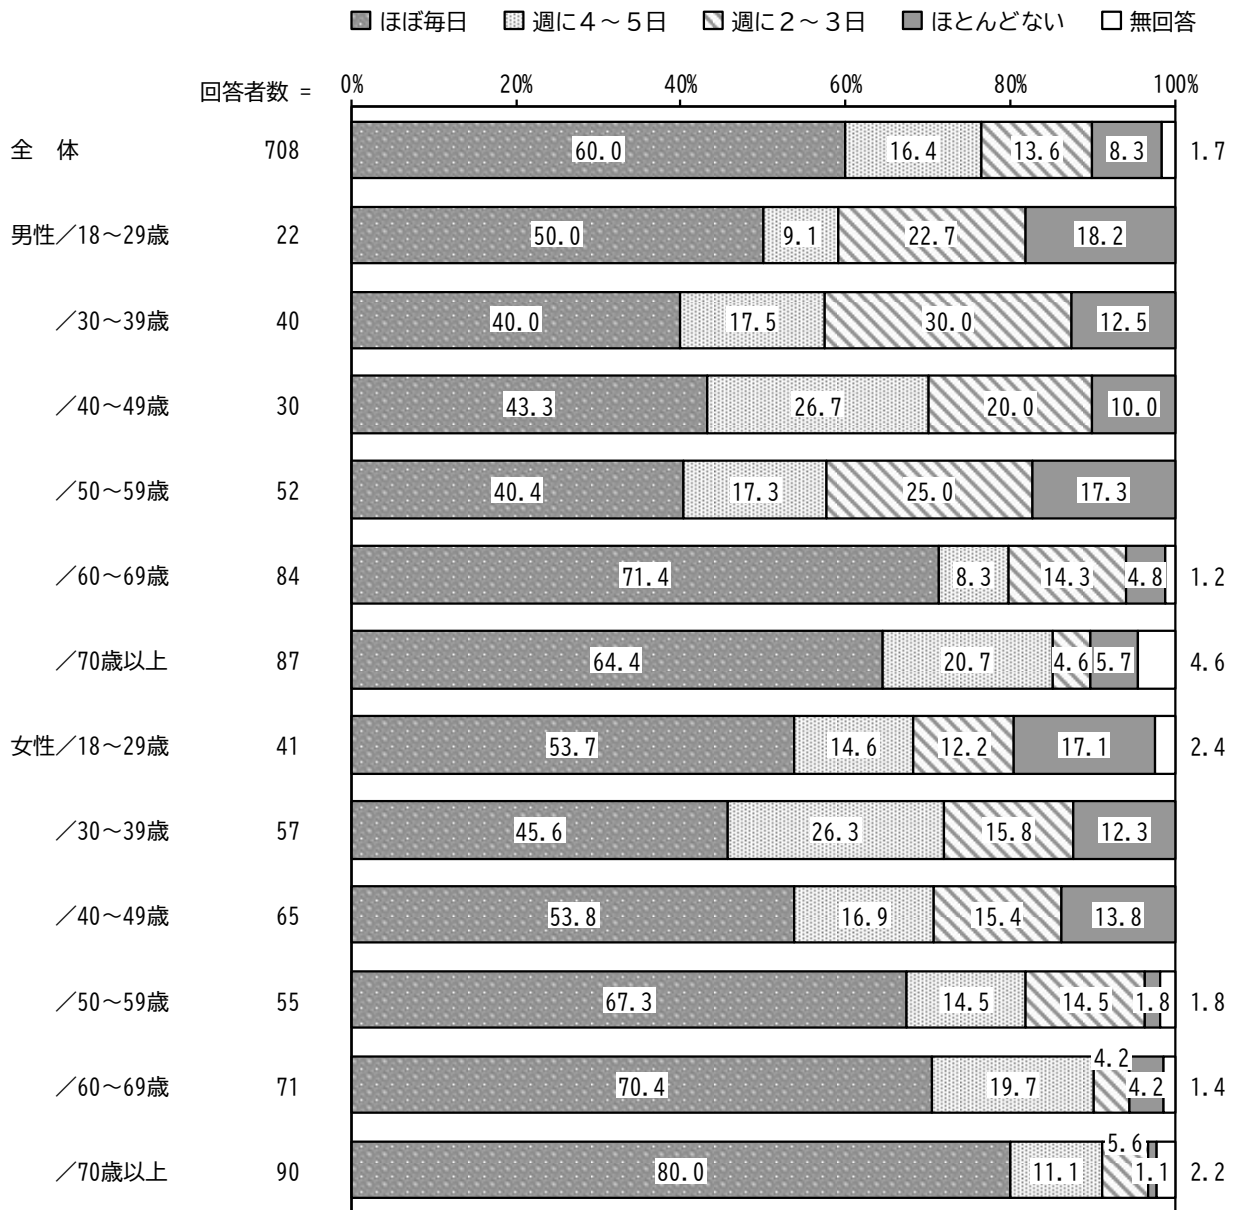 ほぼ毎日 週に４～５日 週に２～３日 ほとんどない 無回答
回答者数 = 0% 20% 40% 60% 80% 100%
全　体 708 60.0 16.4 13.6 8.3 1.7
男性／18～29歳 22 50.0 9.1 22.7 18.2
／30～39歳 40 40.0 17.5 30.0 12.5
／40～49歳 30 43.3 26.7 20.0 10.0
／50～59歳 52 40.4 17.3 25.0 17.3
／60～69歳 84 71.4 8.3 14.3 4.8 1.2
／70歳以上 87 64.4 20.7 4.6 5.7 4.6
女性／18～29歳 41 53.7 14.6 12.2 17.1 2.4
／30～39歳 57 45.6 26.3 15.8 12.3
／40～49歳 65 53.8 16.9 15.4 13.8
／50～59歳 55 67.3 14.5 14.5 1.8 1.8
／60～69歳 71 70.4 19.7 4.2 4.2 1.4
／70歳以上 90 80.0 11.1 5.6 1.1 2.2